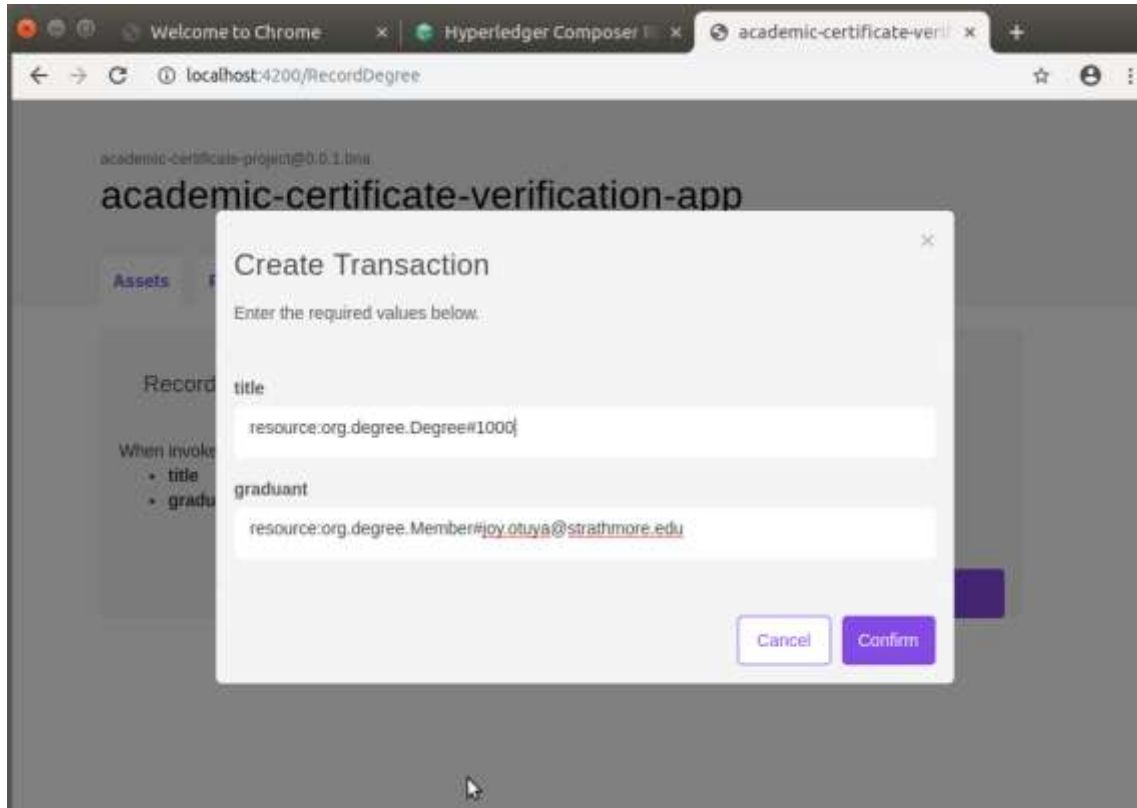 Welcome to Chrome
Hyperledger Composer
academic-certificate-veri
localhost:4200/RecordDegree
academic-certificate-project@0.0.1.bna
academic-certificate-verification-app
Assets
Create Transaction
Enter the required values below.
Record
When invoke
title
gradu
title
resource:org.degree.Degree#1000
graduant
resource:org.degree.Member#joy.otuya@strathmore.edu
Cancel
Confirm